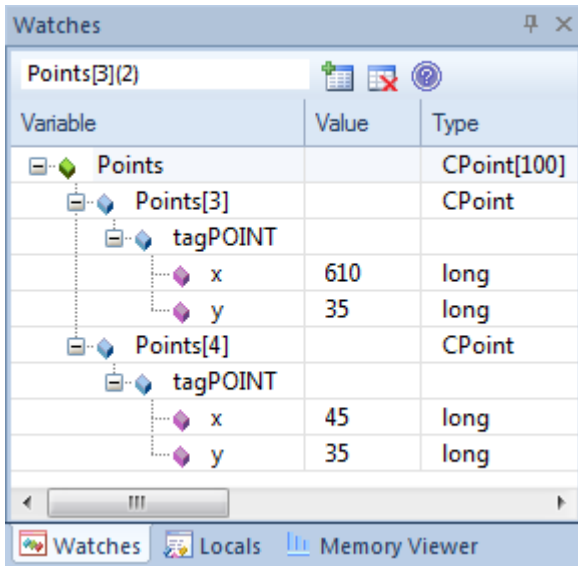 Watches
Points[3](2)
Variable Value Type
Points CPoint[100]
Points[3] CPoint
tagPOINT
x 610 long
y 35 long
Points[4] CPoint
tagPOINT
x 45 long
y 35 long
Watches Locals Memory Viewer